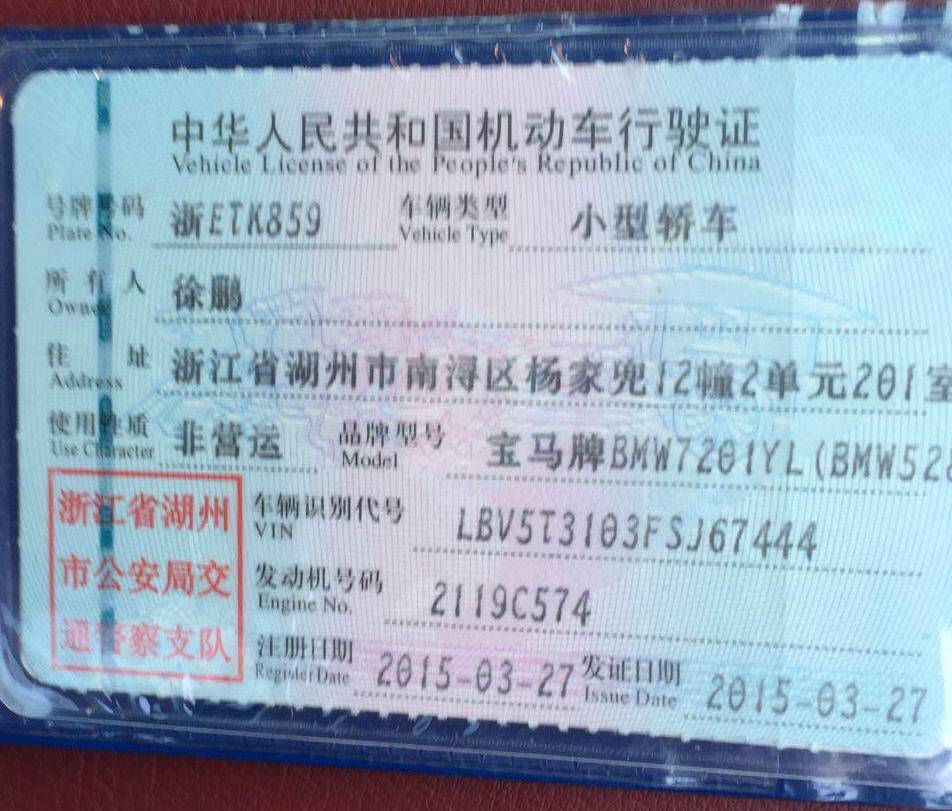 中华人民共和国机动车行驶证
Vehicle License of the People's Republic of China
号牌号码 浙ETK859 车辆类型 小型轿车
Plate No. Vehicle Type
所有人 徐鹏
Owner
住址 浙江省湖州市南浔区杨家兜12幢2单元201室
Address
使用性质 非营运 品牌型号 宝马牌BMW7201YL(BMW52
Use Character Model
浙江省湖州
市公安局交
通警察支队
车辆识别代号 LBV5T3103FSJ67444
VIN
发动机号码 2119C574
Engine No.
注册日期 2015-03-27 发证日期 2015-03-27
Register Date Issue Date